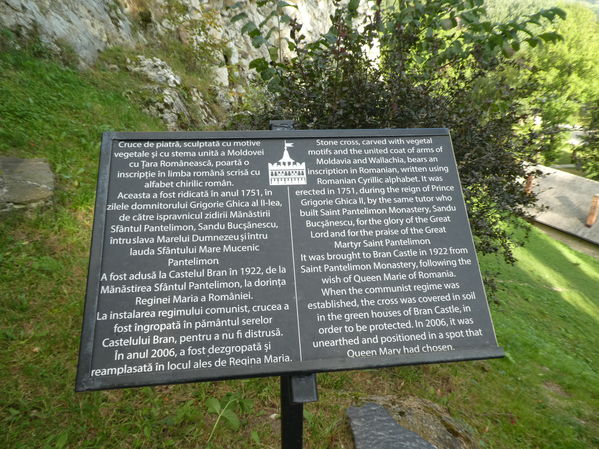 Cruce de piatră, sculptată cu motive
vegetale și cu stema unită a Moldovei
cu Țara Românească, poartă o
inscripție în limba română scrisă cu
alfabet chirilic român.
Aceasta a fost ridicată în anul 1751, în
zilele domnitorului Grigorie Ghica al II-lea,
de către ispravnicul zidirii Mănăstirii
Sfântul Pantelimon, Sandu Bucșănescu,
întru slava Marelui Dumnezeu și întru
lauda Sfântului Mare Mucenic
Pantelimon
A fost adusă la Castelul Bran în 1922, de la
Mănăstirea Sfântul Pantelimon, la dorința
Reginei Maria a României.
La instalarea regimului comunist, crucea a
fost îngropată în pământul serelor
Castelului Bran, pentru a nu fi distrusă.
În anul 2006, a fost dezgropată și
reamplasată în locul ales de Regina Maria.
Stone cross, carved with vegetal
motifs and the united coat of arms of
Moldavia and Wallachia, bears an
inscription in Romanian, written using
Romanian Cyrillic alphabet. It was
erected in 1751, during the reign of Prince
Grigorie Ghica II, by the same tutor who
built Saint Pantelimon Monastery, Sandu
Bucșănescu, for the glory of the Great
Lord and for the praise of the Great
Martyr Saint Pantelimon
It was brought to Bran Castle in 1922 from
Saint Pantelimon Monastery, following the
wish of Queen Marie of Romania.
When the communist regime was
established, the cross was covered in soil
in the green houses of Bran Castle, in
order to be protected. In 2006, it was
unearthed and positioned in a spot that
Queen Mary had chosen.